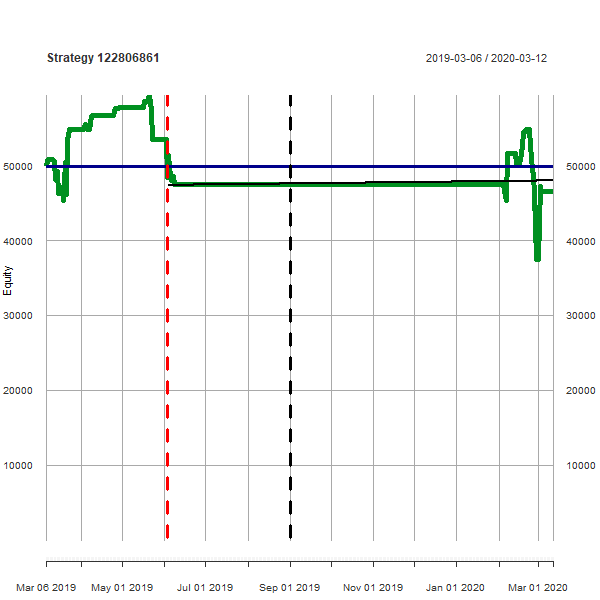 Strategy 122806861
2019-03-06 / 2020-03-12
50000
50000
40000
40000
Equity
30000
30000
20000
20000
10000
10000
Mar 06 2019
May 01 2019
Jul 01 2019
Sep 01 2019
Nov 01 2019
Jan 01 2020
Mar 01 2020